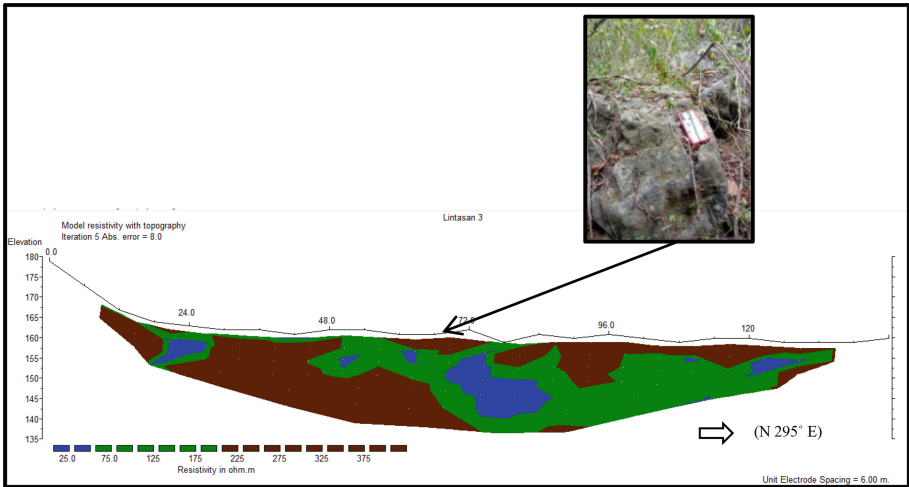 Lintasan 3
Model resistivity with topography
Iteration 5 Abs. error = 8.0
Elevation
0.0
180
175
170
165
160
155
150
145
140
135
24.0
48.0
72.0
96.0
120
25.0 75.0 125 175 225 275 325 375
Resistivity in ohm.m
(N 295° E)
Unit Electrode Spacing = 6.00 m.